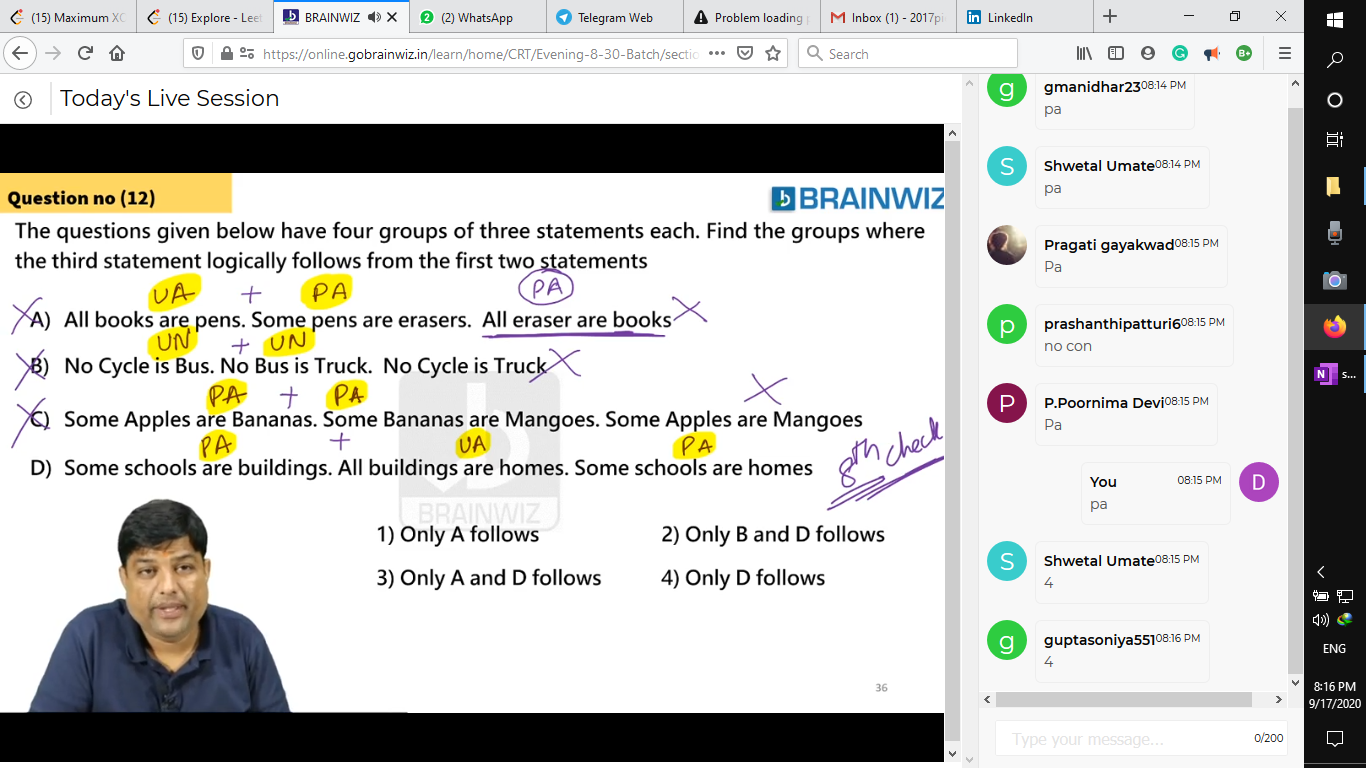 (15) Maximum XO
(15) Explore - Leet
BRAINWIZ
(2) WhatsApp
Telegram Web
Problem loading p
Inbox (1) - 2017pi
LinkedIn
https://online.gobrainwiz.in/learn/home/CRT/Evening-8-30-Batch/sectio
Search
Today's Live Session
Question no (12)
BRAINWIZ
The questions given below have four groups of three statements each. Find the groups where
the third statement logically follows from the first two statements
UA + PA PA
A) All books are pens. Some pens are erasers. All eraser are books
UN + UN
B) No Cycle is Bus. No Bus is Truck. No Cycle is Truck
PA + PA
C) Some Apples are Bananas. Some Bananas are Mangoes. Some Apples are Mangoes
PA + UA PA
D) Some schools are buildings. All buildings are homes. Some schools are homes
8th check
BRAINWIZ
1) Only A follows
2) Only B and D follows
3) Only A and D follows
4) Only D follows
36
g
gmanidhar23 08:14 PM
pa
S
Shwetal Umate 08:14 PM
pa
Pragati gayakwad 08:15 PM
Pa
p
prashanthipatturi6 08:15 PM
no con
P
P.Poornima Devi 08:15 PM
Pa
You 08:15 PM
pa
D
S
Shwetal Umate 08:15 PM
4
g
guptasoniya551 08:16 PM
4
Type your message...
0/200
N s...
ENG
8:16 PM
9/17/2020